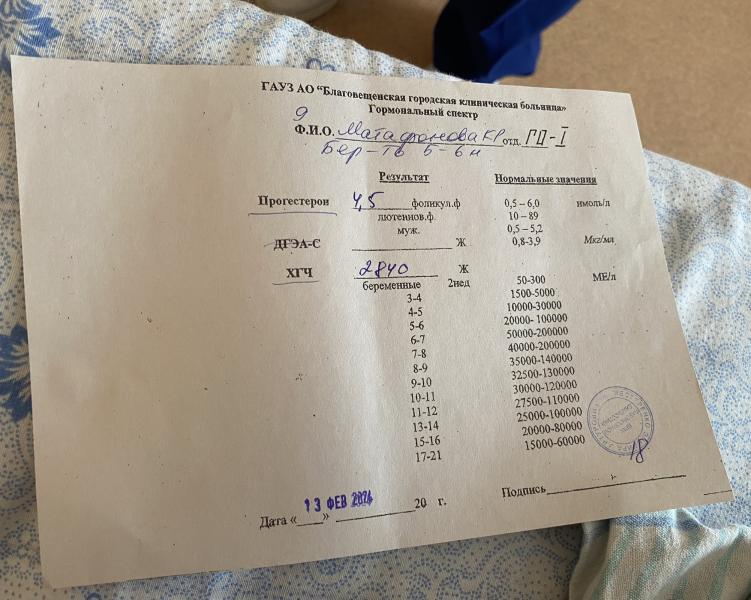 ГАУЗ АО "Благовещенская городская клиническая больница"
Гормональный спектр
9
Ф.И.О. Матафонова КР отд. ГО-I
Бер-ть 5-6н
Результат Нормальные значения
Прогестерон 4,5 фоликул.ф 0,5 – 6,0 нмоль/л
лютеинов.ф. 10 – 89
муж. 0,5 – 5,2
ДГЭА-С Ж 0,8-3,9 Мкг/мл
ХГЧ 2840 Ж
беременные 2нед 50-300 МЕ/л
3-4 1500-5000
4-5 10000-30000
5-6 20000- 100000
6-7 50000-200000
7-8 40000-200000
8-9 35000-140000
9-10 32500-130000
10-11 30000-120000
11-12 27500-110000
13-14 25000-100000
15-16 20000-80000
17-21 15000-60000
18
Дата «____» 13 ФЕВ 2024 20 г. Подпись